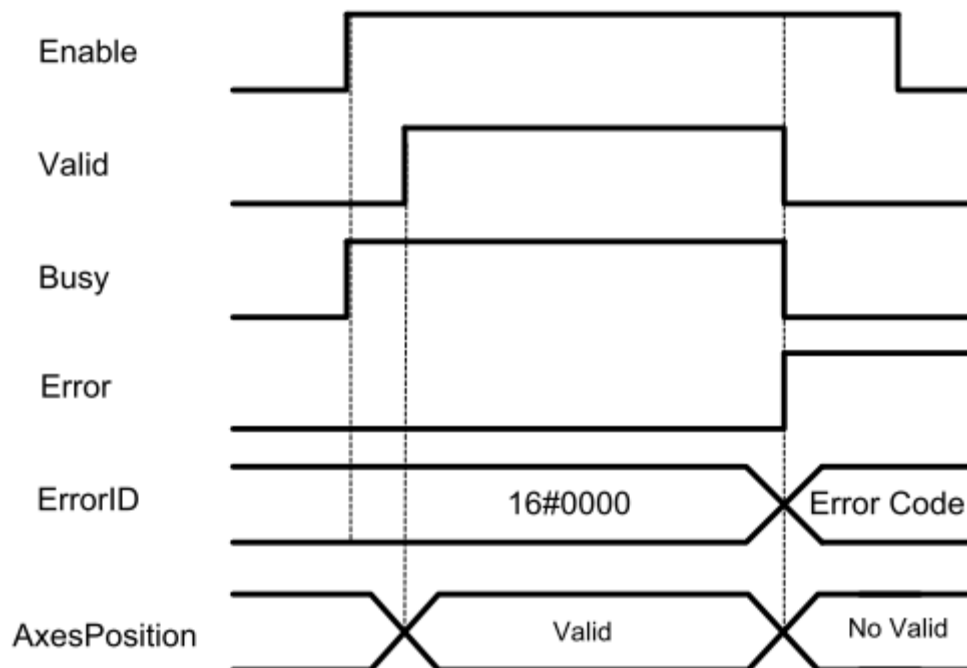 Enable
Valid
Busy
Error
ErrorID 16#0000 Error Code
AxesPosition Valid No Valid